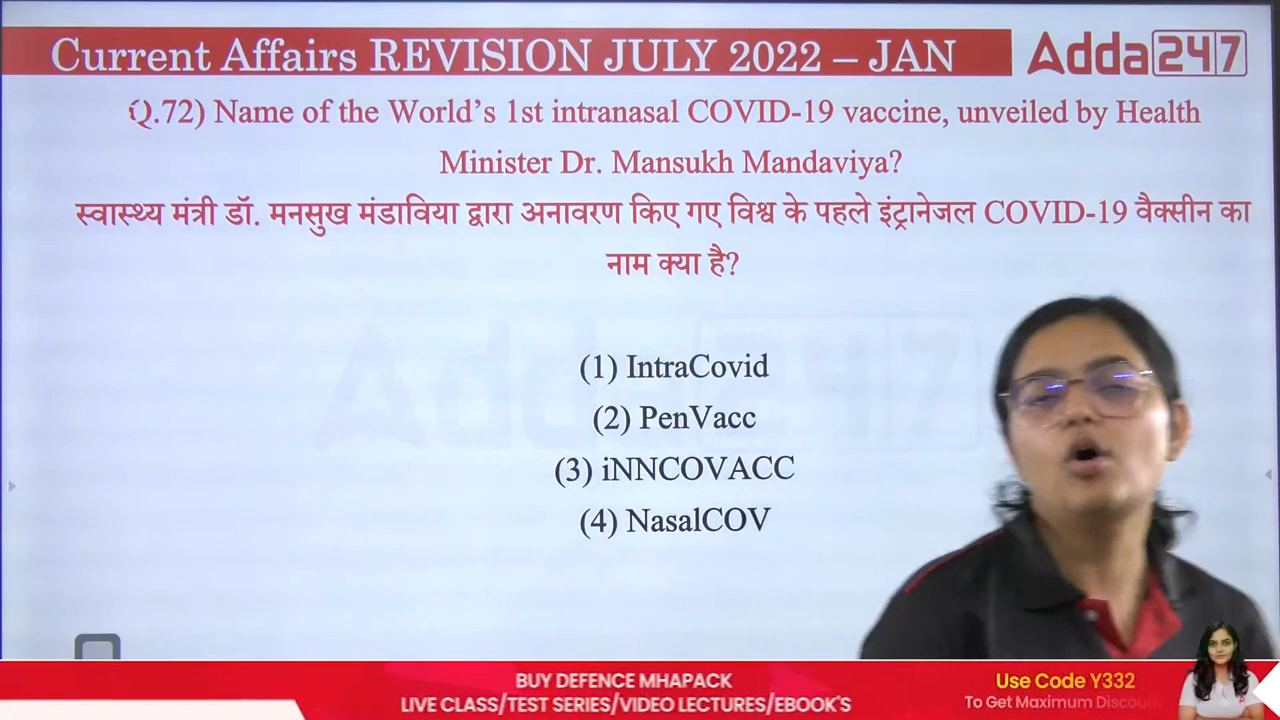 Current Affairs REVISION JULY 2022 – JAN
Adda247
Q.72) Name of the World's 1st intranasal COVID-19 vaccine, unveiled by Health
Minister Dr. Mansukh Mandaviya?
स्वास्थ्य मंत्री डॉ. मनसुख मंडाविया द्वारा अनावरण किए गए विश्व के पहले इंट्रानेजल COVID-19 वैक्सीन का
नाम क्या है?
(1) IntraCovid
(2) PenVacc
(3) iNNCOVACC
(4) NasalCOV
BUY DEFENCE MHAPACK
LIVE CLASS/TEST SERIES/VIDEO LECTURES/EBOOK'S
Use Code Y332
To Get Maximum Discount